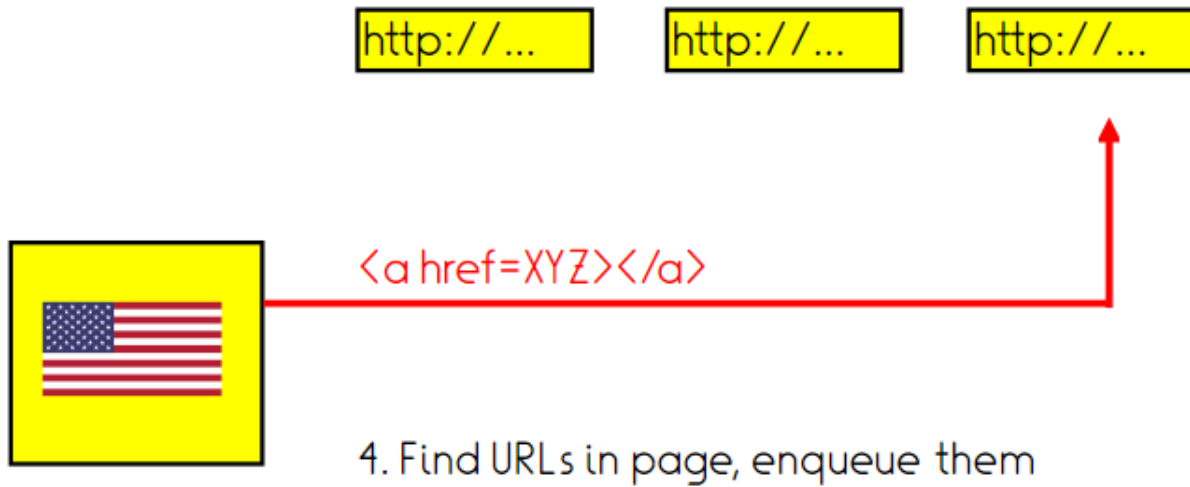 http://... http://... http://...
<a href=XYZ></a>
4. Find URLs in page, enqueue them